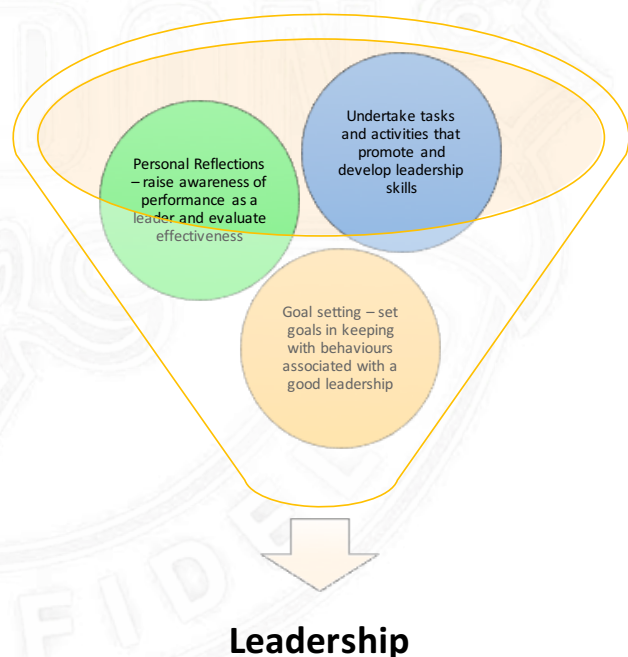 Undertake tasks
and activities that
promote and
develop leadership
skills
Personal Reflections
– raise awareness of
performance as a
leader and evaluate
effectiveness
Goal setting – set
goals in keeping
with behaviours
associated with a
good leadership
FIDEL
Leadership